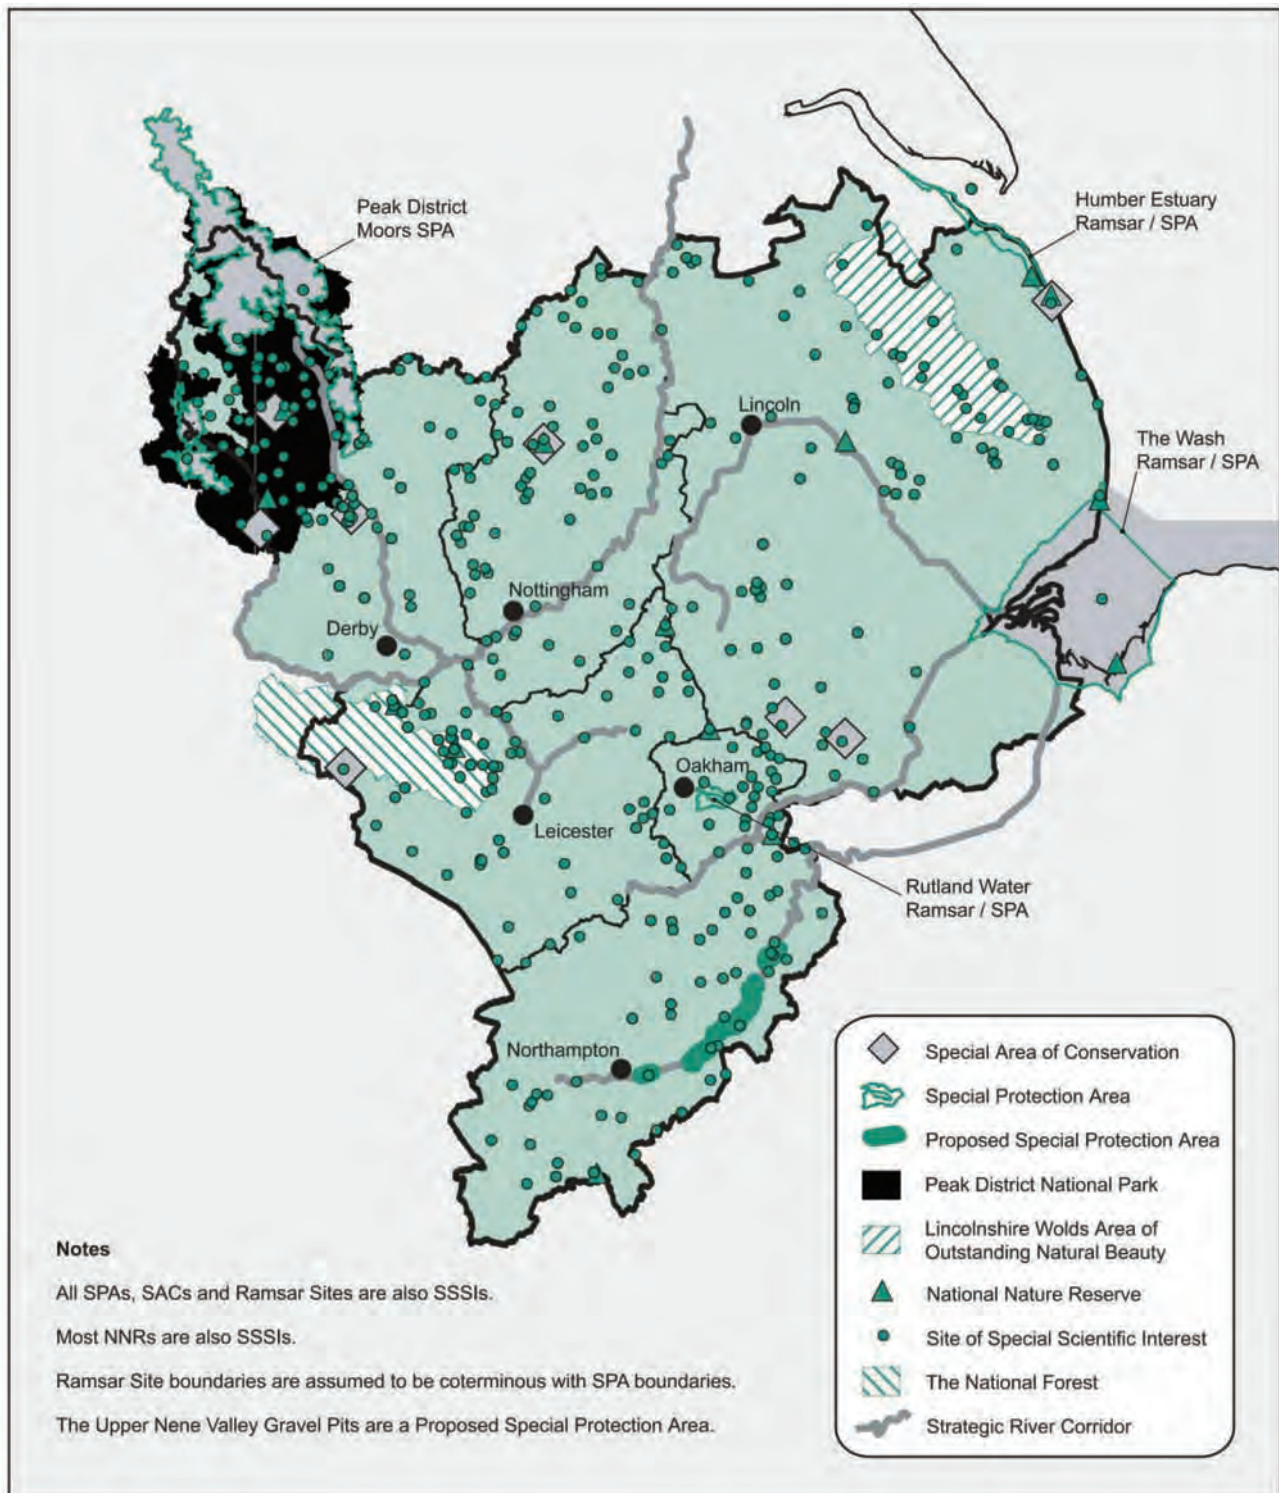 Peak District
Moors SPA
Humber Estuary
Ramsar / SPA
Lincoln
The Wash
Ramsar / SPA
Nottingham
Derby
Oakham
Leicester
Rutland Water
Ramsar / SPA
Northampton
Special Area of Conservation
Special Protection Area
Proposed Special Protection Area
Peak District National Park
Lincolnshire Wolds Area of
Outstanding Natural Beauty
National Nature Reserve
Site of Special Scientific Interest
The National Forest
Strategic River Corridor
Notes
All SPAs, SACs and Ramsar Sites are also SSSIs.
Most NNRs are also SSSIs.
Ramsar Site boundaries are assumed to be coterminous with SPA boundaries.
The Upper Nene Valley Gravel Pits are a Proposed Special Protection Area.